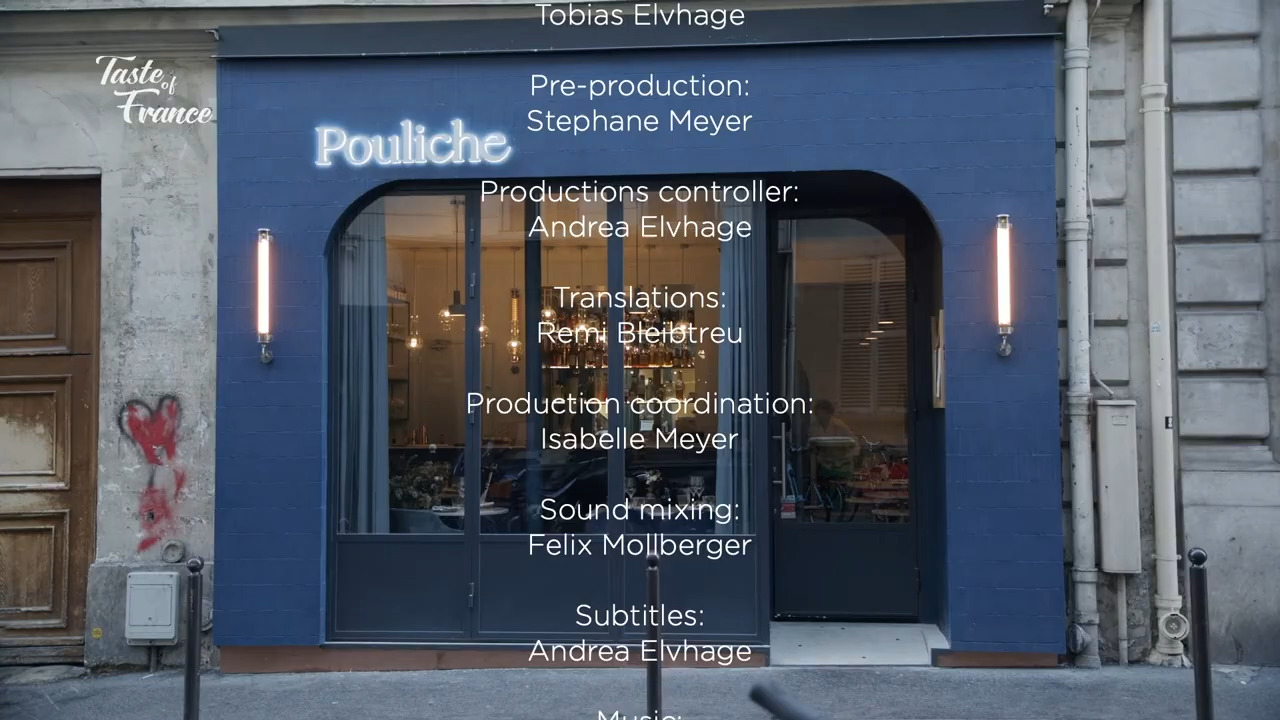 Tobias Elvhage
Taste of
France
Pre-production:
Stephane Meyer
Pouliche
Productions controller:
Andrea Elvhage
Translations:
Remi Bleibtreu
Production coordination:
Isabelle Meyer
Sound mixing:
Felix Mollberger
Subtitles:
Andrea Elvhage
Music: